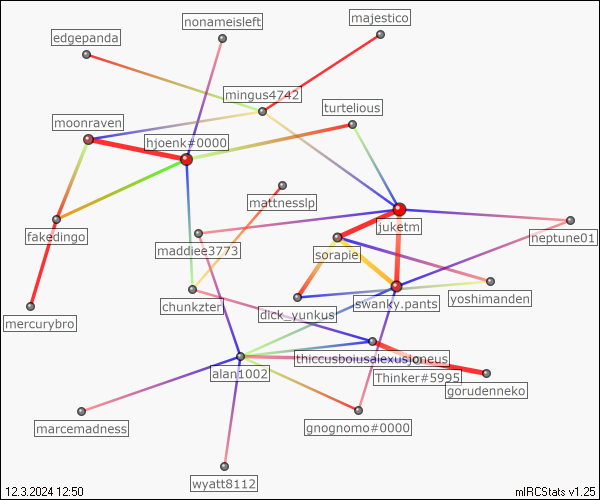 nonameisleft
majestico
edgepanda
mingus4742
turtelious
moonraven
hjoenk#0000
mattnesslp
fakedingo
juketm
neptune01
maddiee3773
sorapie
mercurybro
chunkzter
dick_yunkus
swanky.pants
yoshimanden
alan1002
thiccusboiusalexusjoneus
Thinker#5995
gorudenneko
marcemadness
gnognomo#0000
wyatt8112
12.3.2024 12:50
mIRCStats v1.25